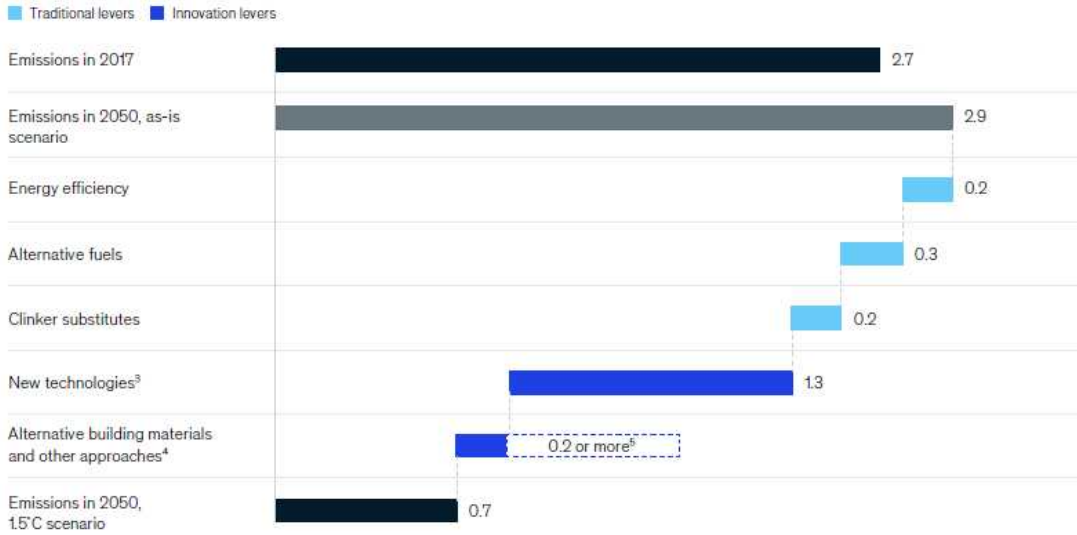 Traditional levers Innovation levers
Emissions in 2017 2.7
Emissions in 2050, as-is 2.9
scenario
Energy efficiency 0.2
Alternative fuels 0.3
Clinker substitutes 0.2
New technologies³ 1.3
Alternative building materials
and other approaches⁴ 0.2 or more⁵
Emissions in 2050, 0.7
1.5°C scenario